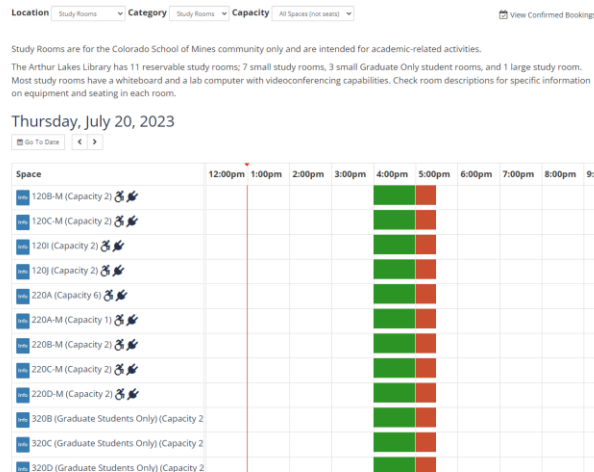 Location Study Rooms Category Study Rooms Capacity All Spaces (not seats) View Confirmed Bookings
Study Rooms are for the Colorado School of Mines community only and are intended for academic-related activities.
The Arthur Lakes Library has 11 reservable study rooms; 7 small study rooms, 3 small Graduate Only student rooms, and 1 large study room.
Most study rooms have a whiteboard and a lab computer with videoconferencing capabilities. Check room descriptions for specific information
on equipment and seating in each room.
Thursday, July 20, 2023
Go To Date
Space 12:00pm 1:00pm 2:00pm 3:00pm 4:00pm 5:00pm 6:00pm 7:00pm 8:00pm 9:
Info 120B-M (Capacity 2)
Info 120C-M (Capacity 2)
Info 120I (Capacity 2)
Info 120J (Capacity 2)
Info 220A (Capacity 6)
Info 220A-M (Capacity 1)
Info 220B-M (Capacity 2)
Info 220C-M (Capacity 2)
Info 220D-M (Capacity 2)
Info 320B (Graduate Students Only) (Capacity 2
Info 320C (Graduate Students Only) (Capacity 2
Info 320D (Graduate Students Only) (Capacity 2